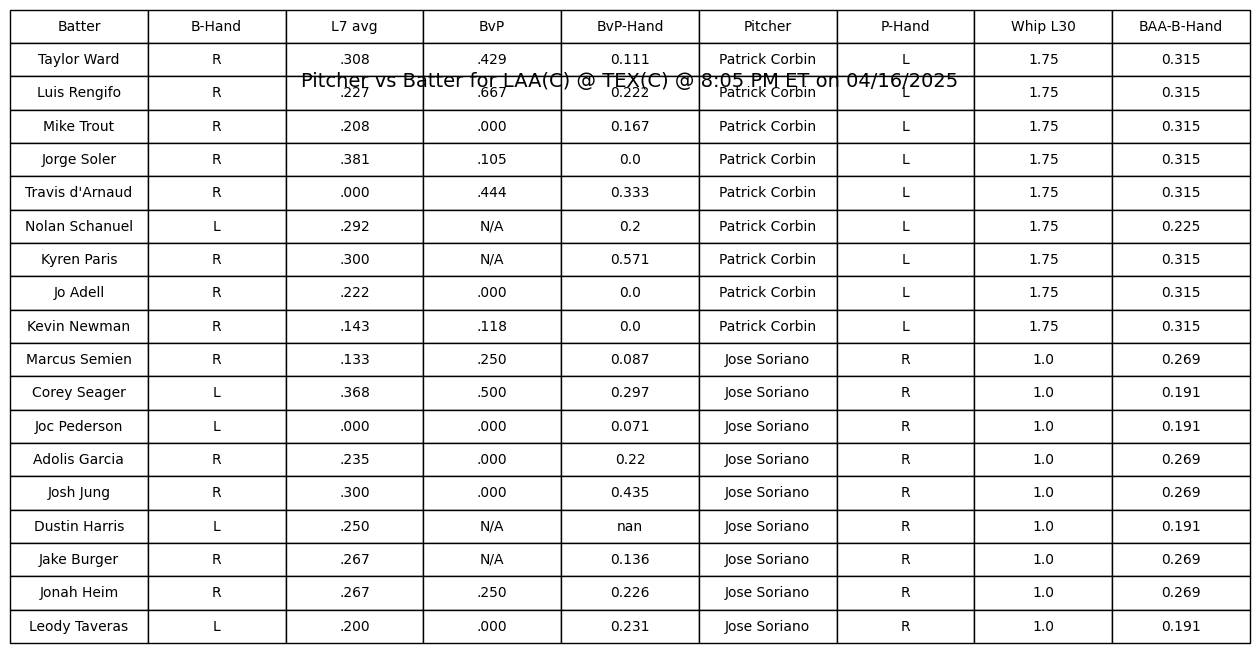 Batter B-Hand L7 avg BvP BvP-Hand Pitcher P-Hand Whip L30 BAA-B-Hand
Taylor Ward R .308 .429 0.111 Patrick Corbin L 1.75 0.315
Pitcher vs Batter for LAA(C) @ TEX(C) @ 8:05 PM ET on 04/16/2025
Luis Rengifo R .227 .667 0.222 Patrick Corbin L 1.75 0.315
Mike Trout R .208 .000 0.167 Patrick Corbin L 1.75 0.315
Jorge Soler R .381 .105 0.0 Patrick Corbin L 1.75 0.315
Travis d'Arnaud R .000 .444 0.333 Patrick Corbin L 1.75 0.315
Nolan Schanuel L .292 N/A 0.2 Patrick Corbin L 1.75 0.225
Kyren Paris R .300 N/A 0.571 Patrick Corbin L 1.75 0.315
Jo Adell R .222 .000 0.0 Patrick Corbin L 1.75 0.315
Kevin Newman R .143 .118 0.0 Patrick Corbin L 1.75 0.315
Marcus Semien R .133 .250 0.087 Jose Soriano R 1.0 0.269
Corey Seager L .368 .500 0.297 Jose Soriano R 1.0 0.191
Joc Pederson L .000 .000 0.071 Jose Soriano R 1.0 0.191
Adolis Garcia R .235 .000 0.22 Jose Soriano R 1.0 0.269
Josh Jung R .300 .000 0.435 Jose Soriano R 1.0 0.269
Dustin Harris L .250 N/A nan Jose Soriano R 1.0 0.191
Jake Burger R .267 N/A 0.136 Jose Soriano R 1.0 0.269
Jonah Heim R .267 .250 0.226 Jose Soriano R 1.0 0.269
Leody Taveras L .200 .000 0.231 Jose Soriano R 1.0 0.191